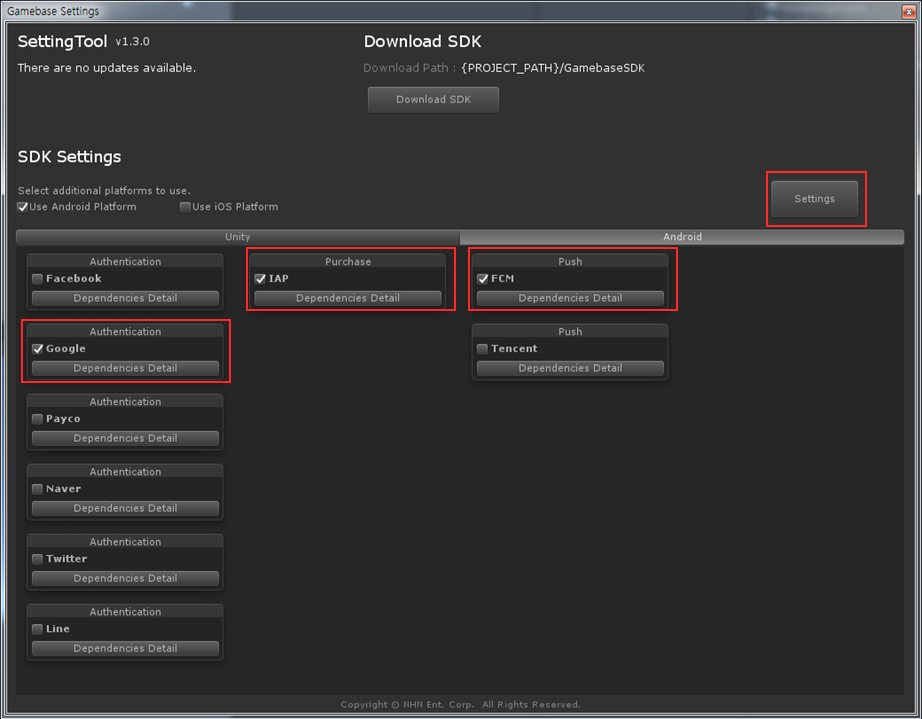 Gamebase Settings
SettingTool v1.3.0
There are no updates available.
Download SDK
Download Path : {PROJECT_PATH}/GamebaseSDK
Download SDK
SDK Settings
Select additional platforms to use.
Use Android Platform
Use iOS Platform
Settings
Unity
Android
Authentication
Facebook
Dependencies Detail
Purchase
IAP
Dependencies Detail
Push
FCM
Dependencies Detail
Authentication
Google
Dependencies Detail
Push
Tencent
Dependencies Detail
Authentication
Payco
Dependencies Detail
Authentication
Naver
Dependencies Detail
Authentication
Twitter
Dependencies Detail
Authentication
Line
Dependencies Detail
Copyright © NHN Ent. Corp. All Rights Reserved.